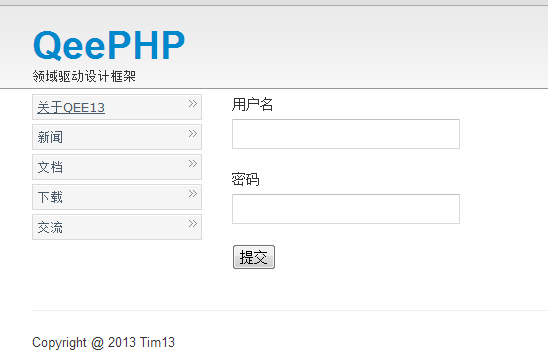 QeePHP
领域驱动设计框架
关于QEE13
新闻
文档
下载
交流
用户名
密码
提交
Copyright @ 2013 Tim13